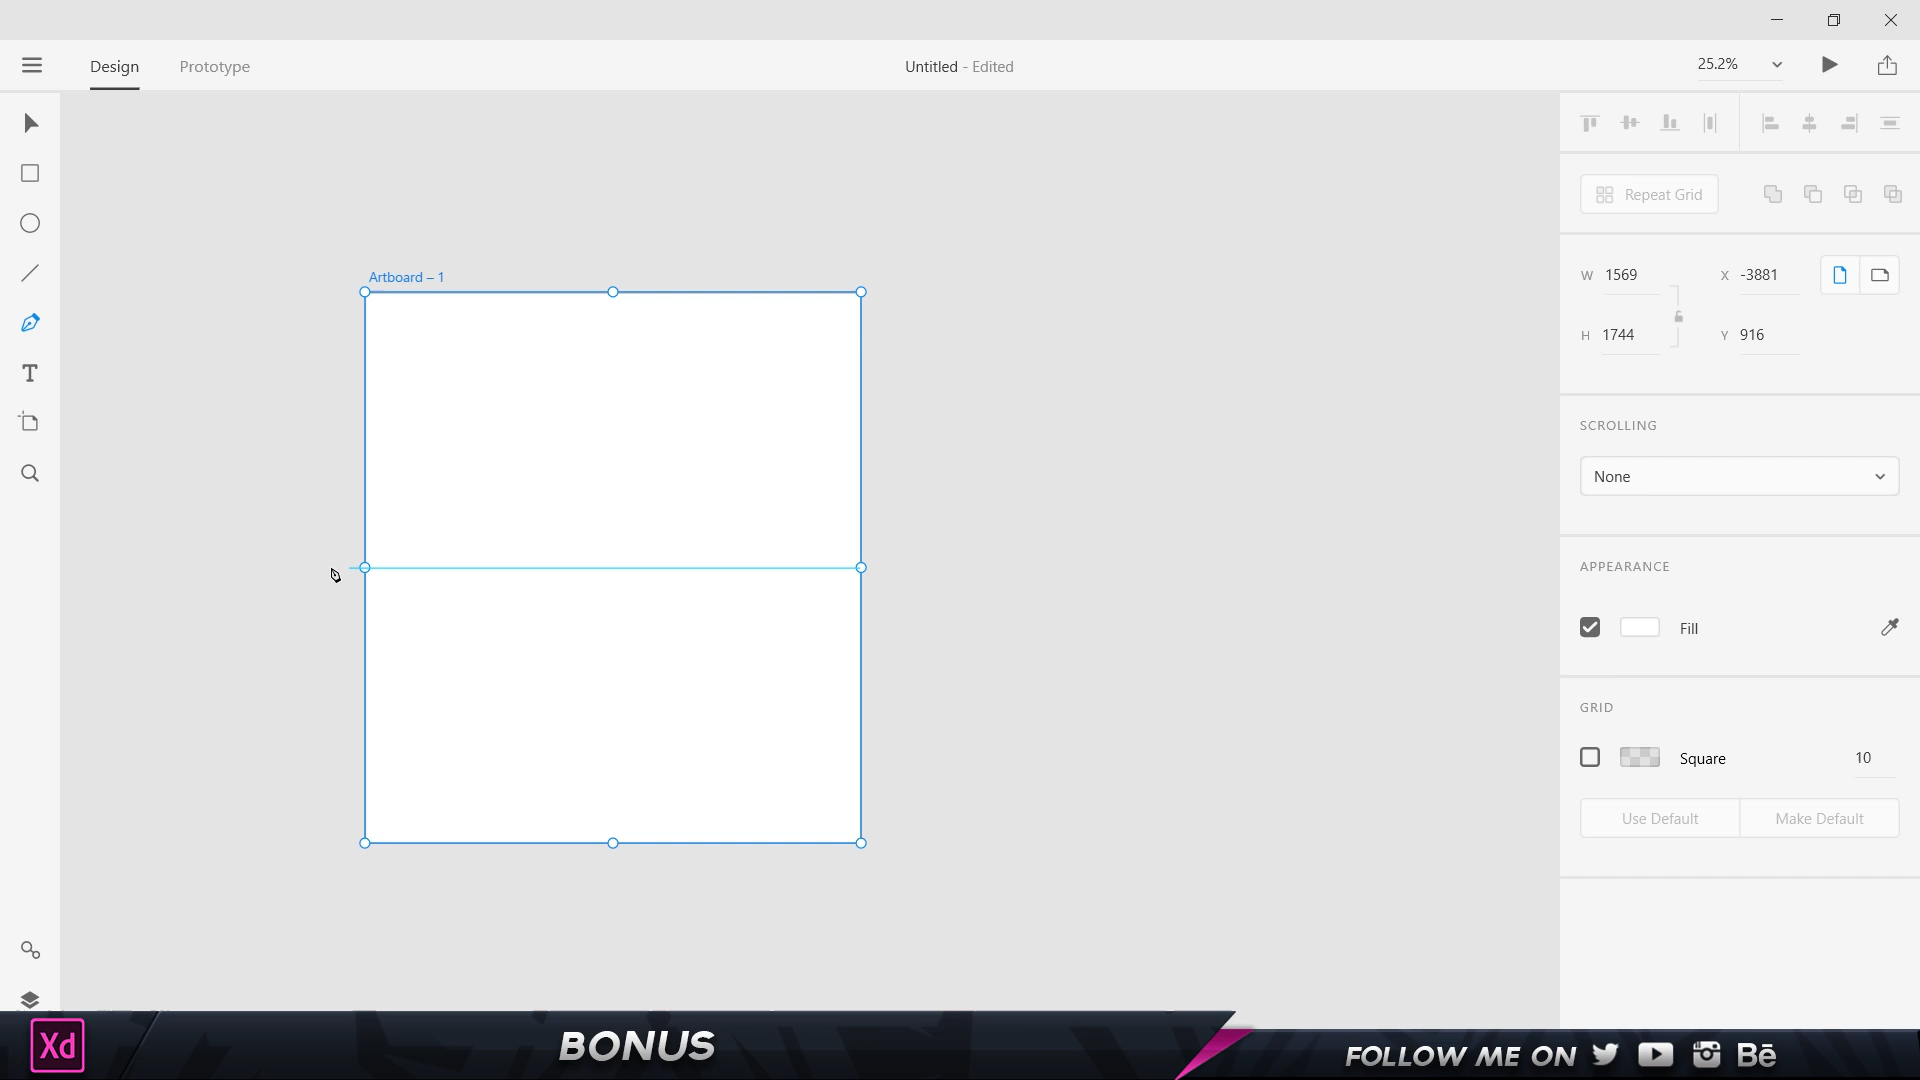 Design
Prototype
Untitled - Edited
25.2%
Repeat Grid
Artboard – 1
W 1569
X -3881
H 1744
Y 916
SCROLLING
None
APPEARANCE
Fill
GRID
Square
10
Use Default
Make Default
Xd
BONUS
FOLLOW ME ON
Bē